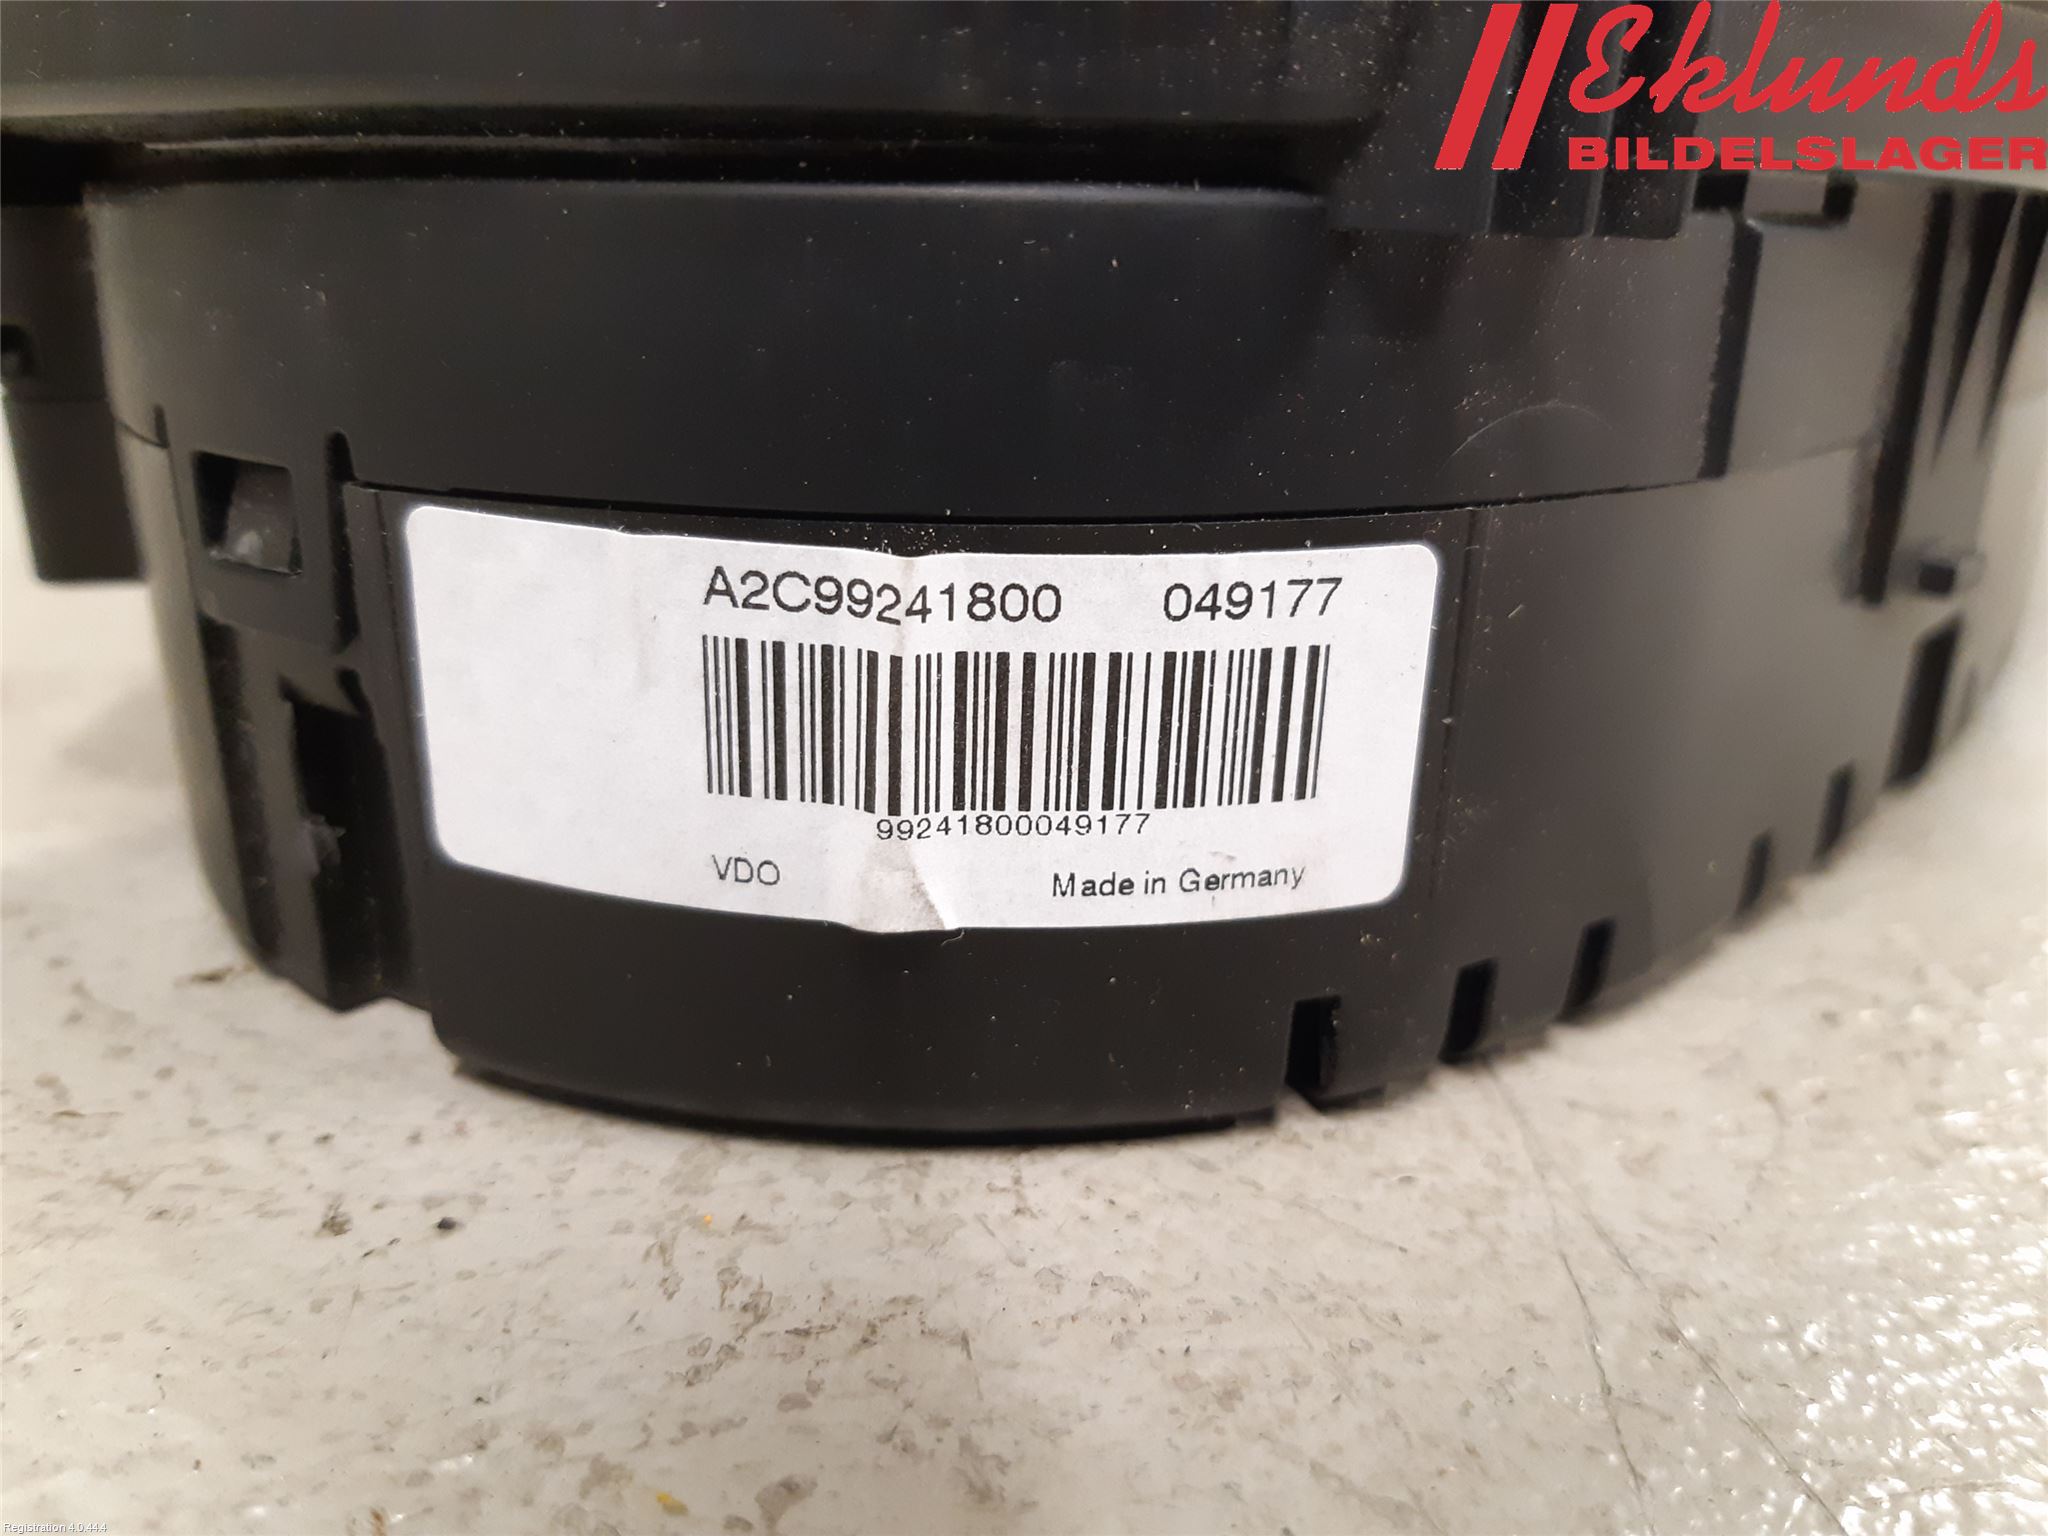 Eklunds
BILDELSLAGER
A2C99241800 049177
99241800049177
VDO Made in Germany
Registration 4.0.44.4